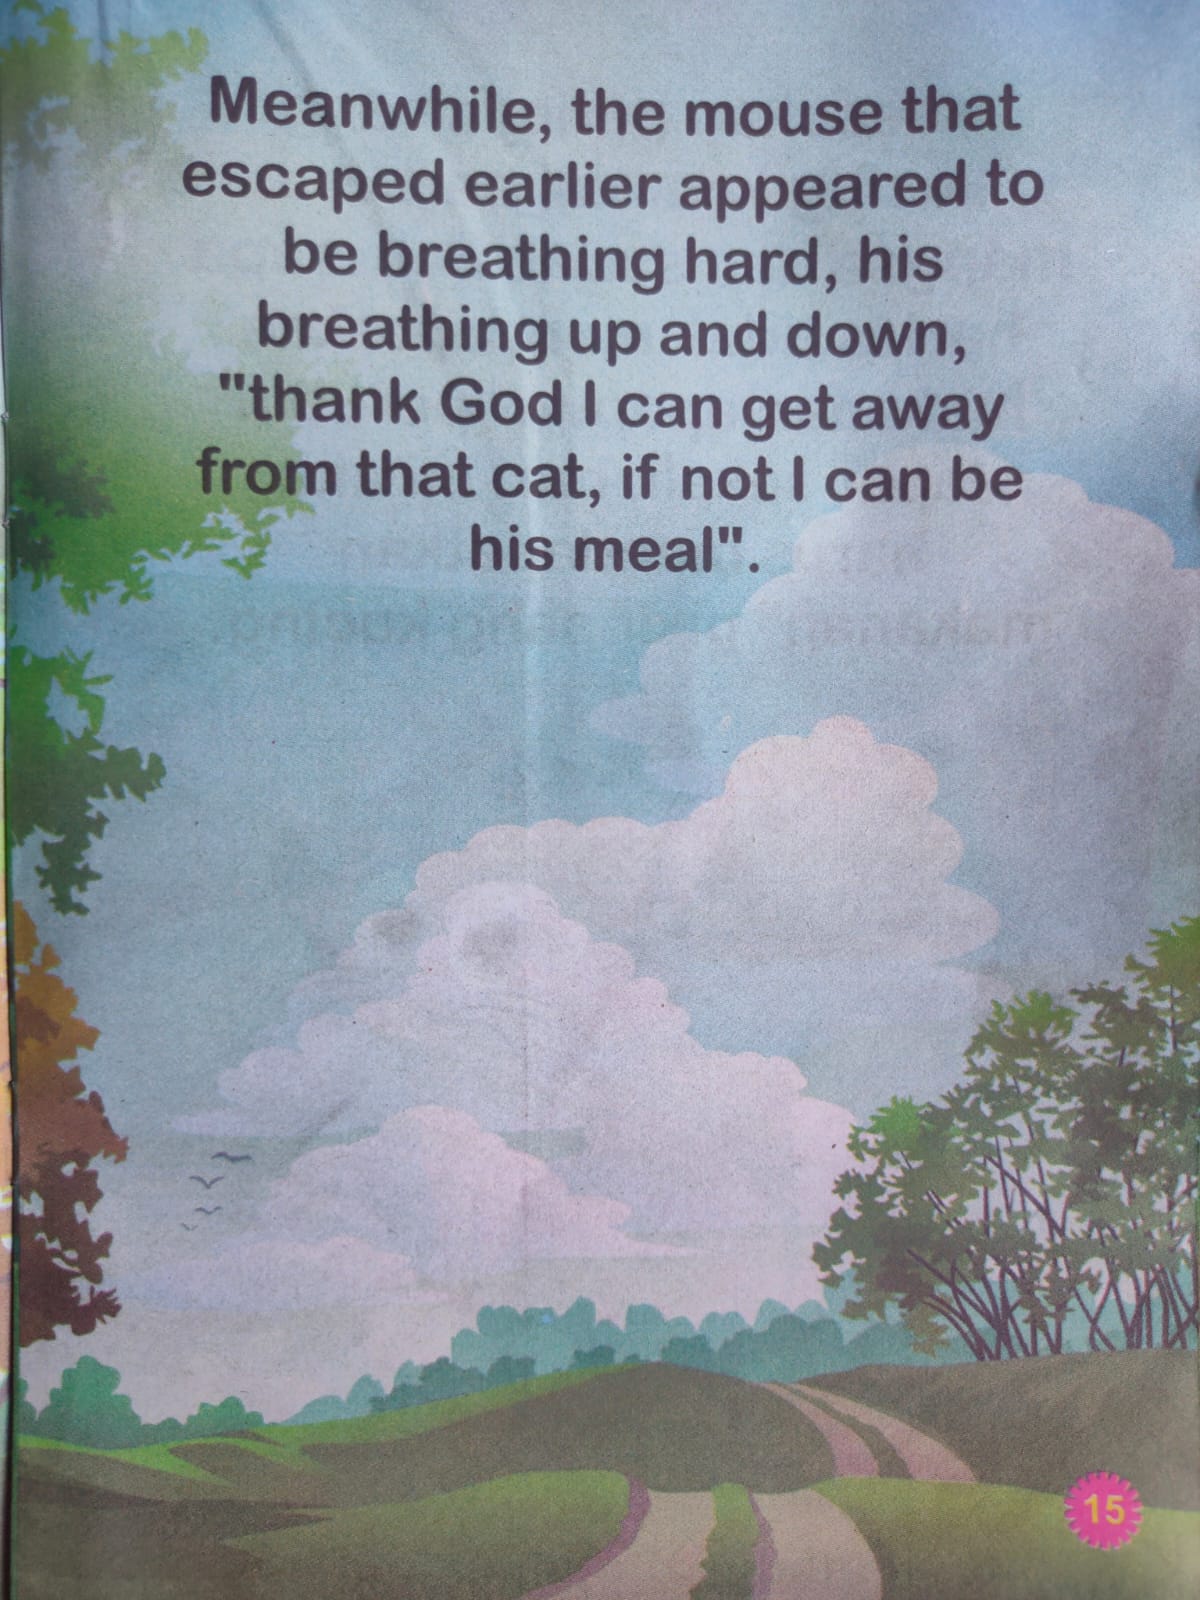 Meanwhile, the mouse that
escaped earlier appeared to
be breathing hard, his
breathing up and down,
"thank God I can get away
from that cat, if not I can be
his meal".
15